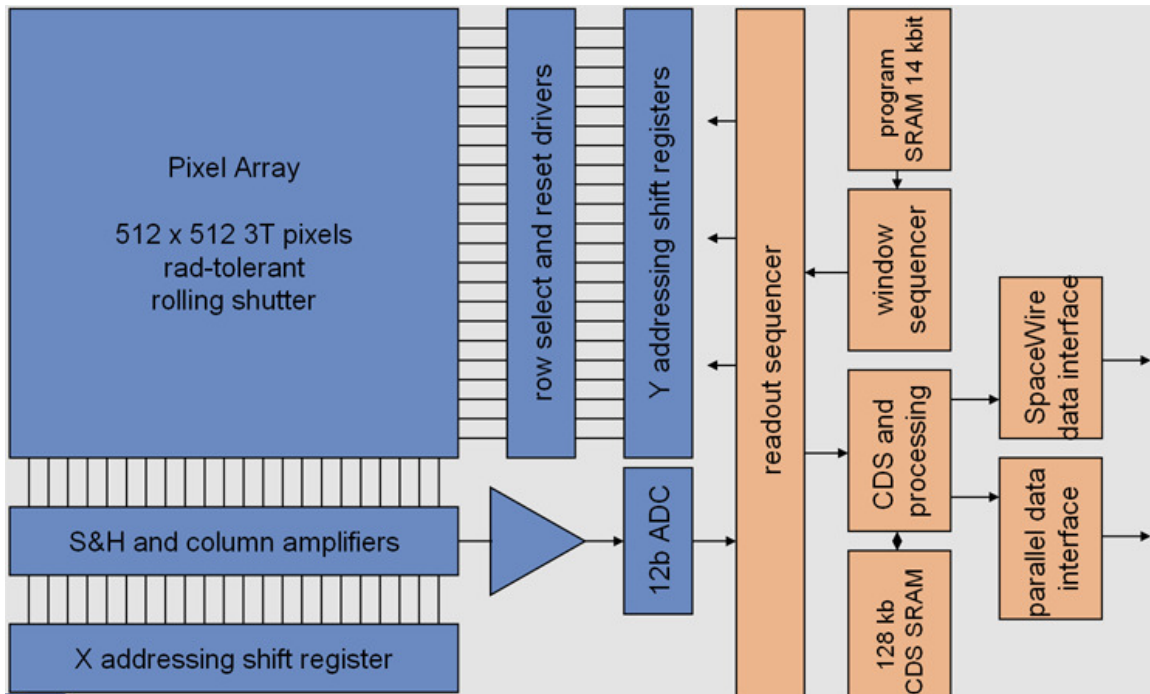 Pixel Array
512 x 512 3T pixels
rad-tolerant
rolling shutter
row select and reset drivers
Y addressing shift registers
readout sequencer
program
SRAM 14 kbit
window
sequencer
CDS and
processing
SpaceWire
data interface
parallel data
interface
128 kb
CDS SRAM
S&H and column amplifiers
12b ADC
X addressing shift register